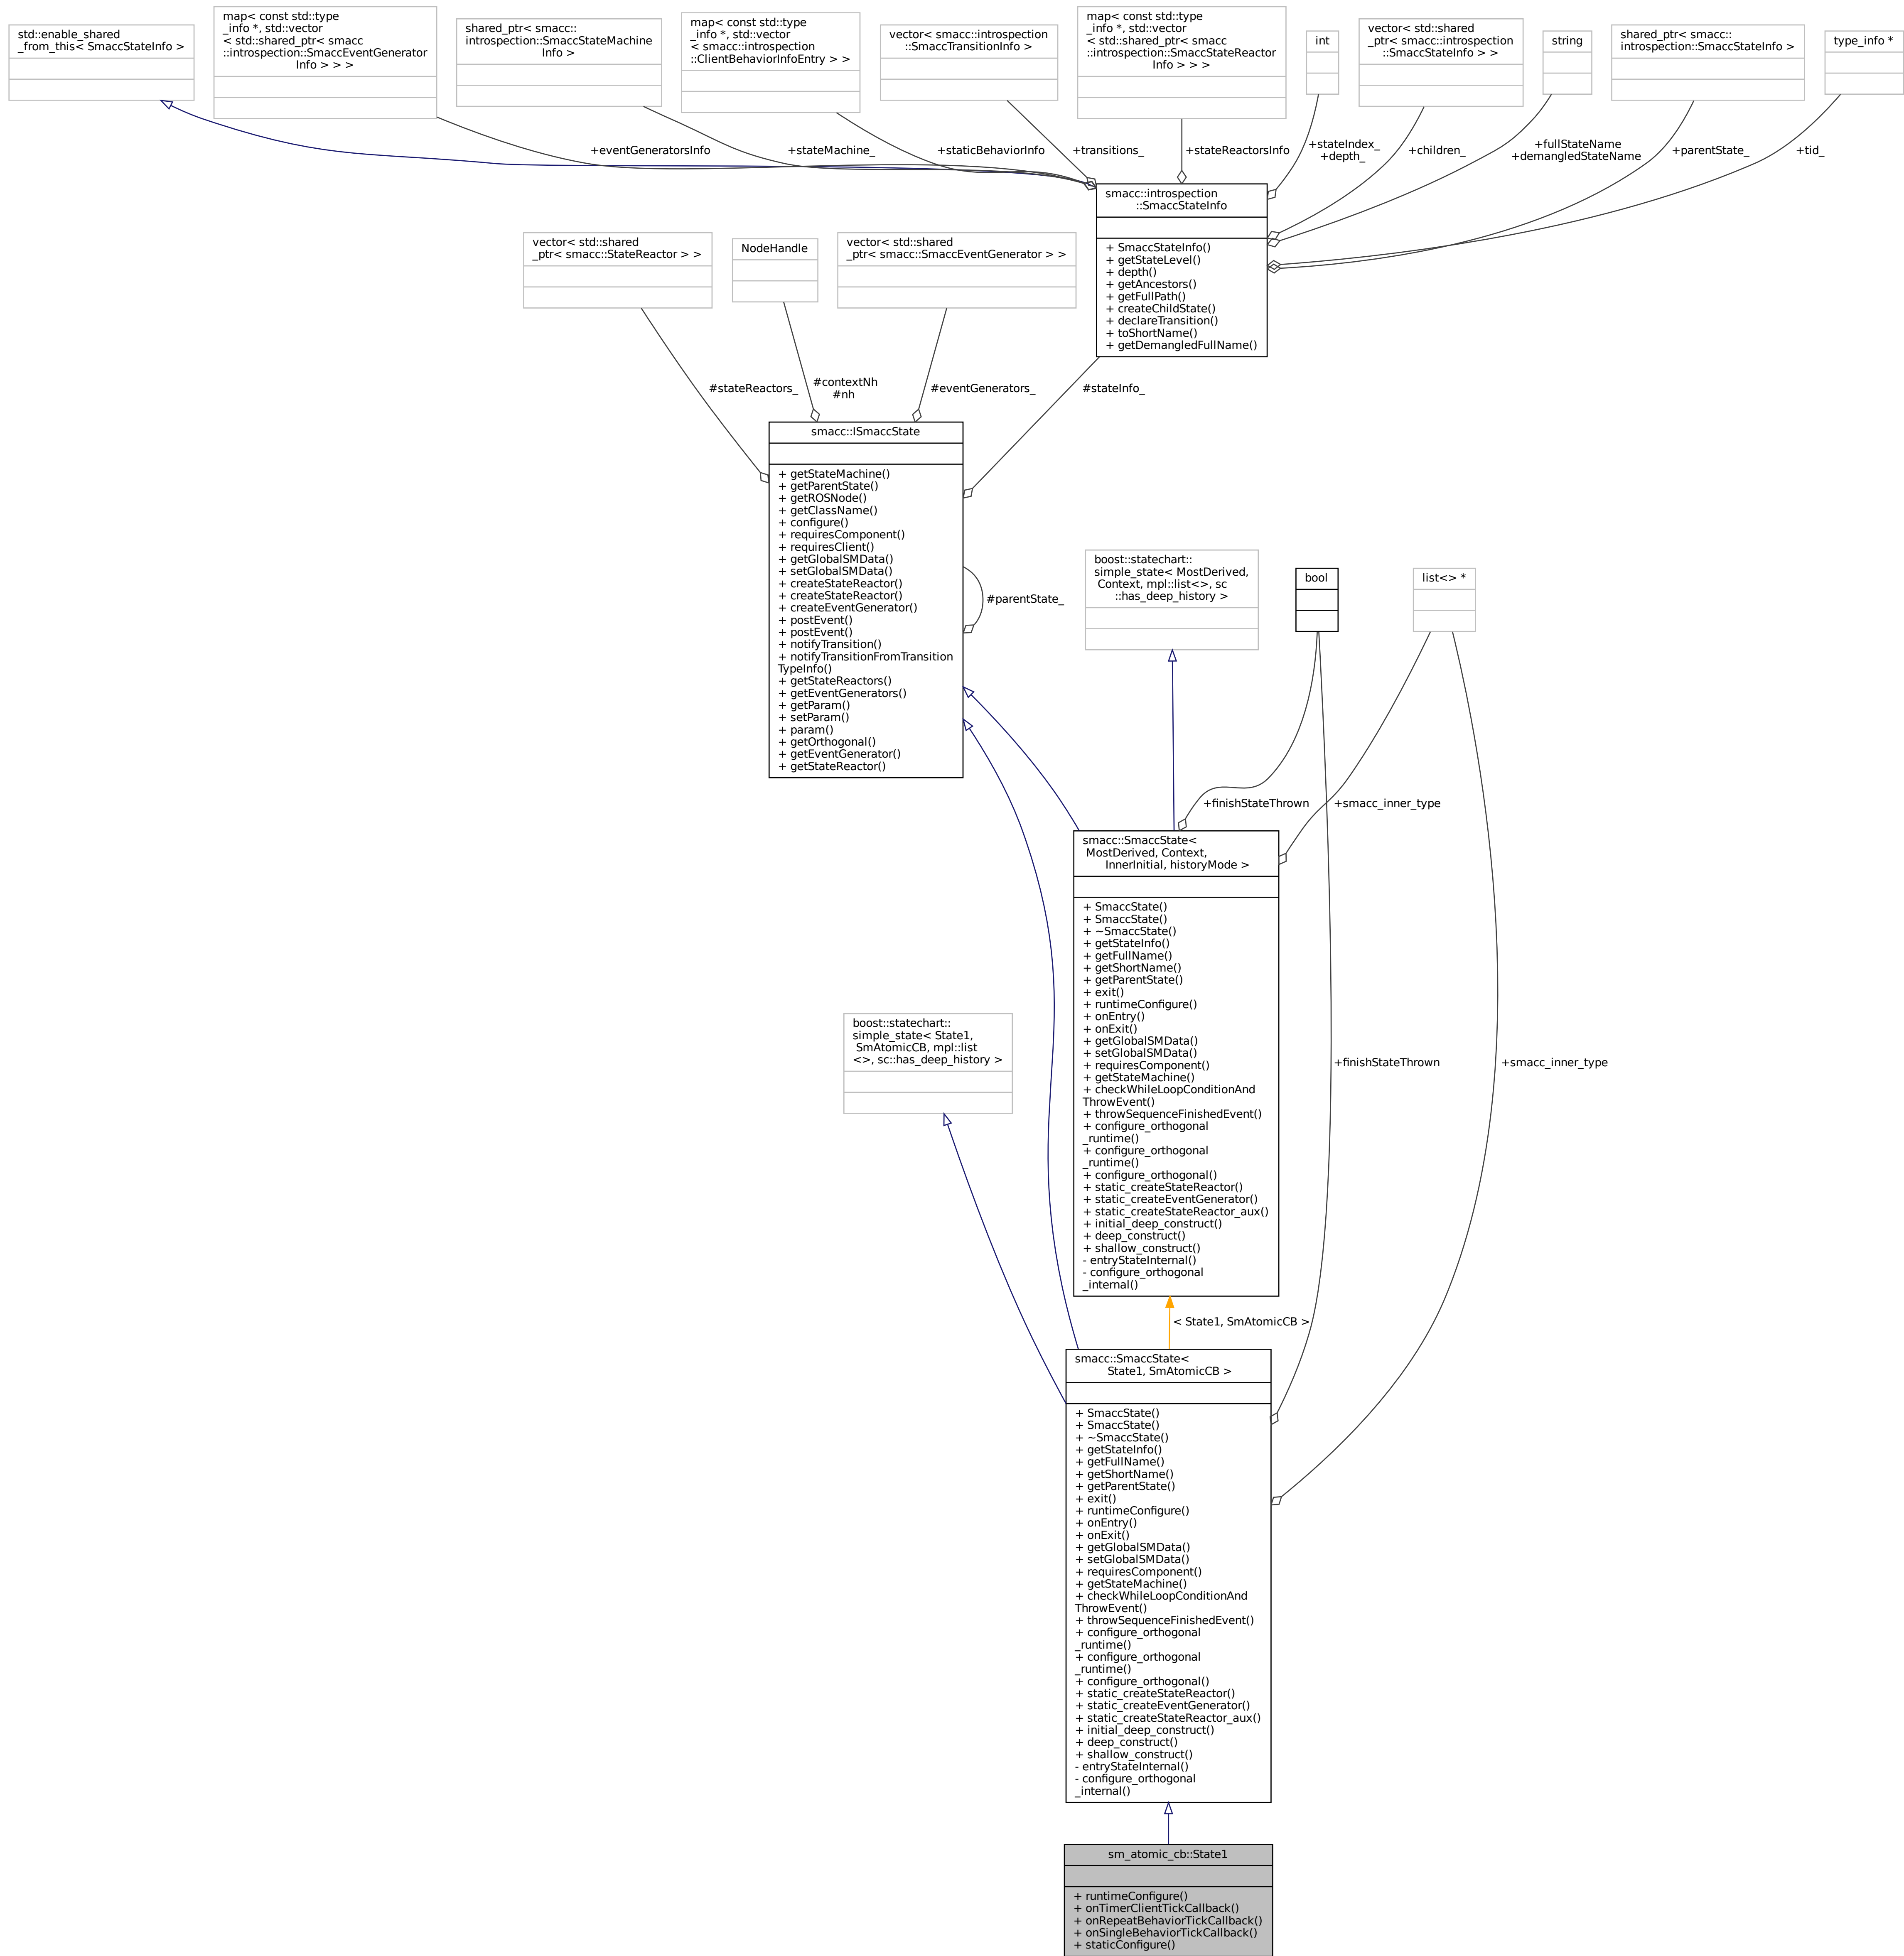 std::enable_shared
_from_this< SmaccStateInfo >
map< const std::type
_info *, std::vector
< std::shared_ptr< smacc
::introspection::SmaccEventGenerator
Info > > >
shared_ptr< smacc::
introspection::SmaccStateMachine
Info >
map< const std::type
_info *, std::vector
< smacc::introspection
::ClientBehaviorInfoEntry > >
vector< smacc::introspection
::SmaccTransitionInfo >
map< const std::type
_info *, std::vector
< std::shared_ptr< smacc
::introspection::SmaccStateReactor
Info > > >
int
vector< std::shared
_ptr< smacc::introspection
::SmaccStateInfo > >
string
shared_ptr< smacc::
introspection::SmaccStateInfo >
type_info *
+eventGeneratorsInfo
+stateMachine_
+staticBehaviorInfo
+transitions_
+stateReactorsInfo
+stateIndex_
+depth_
+children_
+fullStateName
+demangledStateName
+parentState_
+tid_
smacc::introspection
::SmaccStateInfo
+ SmaccStateInfo()
+ getStateLevel()
+ depth()
+ getAncestors()
+ getFullPath()
+ createChildState()
+ declareTransition()
+ toShortName()
+ getDemangledFullName()
vector< std::shared
_ptr< smacc::StateReactor > >
NodeHandle
vector< std::shared
_ptr< smacc::SmaccEventGenerator > >
#stateReactors_
#contextNh
#nh
#eventGenerators_
#stateInfo_
smacc::ISmaccState
+ getStateMachine()
+ getParentState()
+ getROSNode()
+ getClassName()
+ configure()
+ requiresComponent()
+ requiresClient()
+ getGlobalSMData()
+ setGlobalSMData()
+ createStateReactor()
+ createStateReactor()
+ createEventGenerator()
+ postEvent()
+ postEvent()
+ notifyTransition()
+ notifyTransitionFromTransition
TypeInfo()
+ getStateReactors()
+ getEventGenerators()
+ getParam()
+ setParam()
+ param()
+ getOrthogonal()
+ getEventGenerator()
+ getStateReactor()
#parentState_
boost::statechart::
simple_state< MostDerived,
Context, mpl::list<>, sc
::has_deep_history >
bool
list<> *
+finishStateThrown
+smacc_inner_type
smacc::SmaccState<
MostDerived, Context,
InnerInitial, historyMode >
+ SmaccState()
+ SmaccState()
+ ~SmaccState()
+ getStateInfo()
+ getFullName()
+ getShortName()
+ getParentState()
+ exit()
+ runtimeConfigure()
+ onEntry()
+ onExit()
+ getGlobalSMData()
+ setGlobalSMData()
+ requiresComponent()
+ getStateMachine()
+ checkWhileLoopConditionAnd
ThrowEvent()
+ throwSequenceFinishedEvent()
+ configure_orthogonal
_runtime()
+ configure_orthogonal
_runtime()
+ configure_orthogonal()
+ static_createStateReactor()
+ static_createEventGenerator()
+ static_createStateReactor_aux()
+ initial_deep_construct()
+ deep_construct()
+ shallow_construct()
- entryStateInternal()
- configure_orthogonal
_internal()
boost::statechart::
simple_state< State1,
SmAtomicCB, mpl::list
<>, sc::has_deep_history >
+finishStateThrown
+smacc_inner_type
< State1, SmAtomicCB >
smacc::SmaccState<
State1, SmAtomicCB >
+ SmaccState()
+ SmaccState()
+ ~SmaccState()
+ getStateInfo()
+ getFullName()
+ getShortName()
+ getParentState()
+ exit()
+ runtimeConfigure()
+ onEntry()
+ onExit()
+ getGlobalSMData()
+ setGlobalSMData()
+ requiresComponent()
+ getStateMachine()
+ checkWhileLoopConditionAnd
ThrowEvent()
+ throwSequenceFinishedEvent()
+ configure_orthogonal
_runtime()
+ configure_orthogonal
_runtime()
+ configure_orthogonal()
+ static_createStateReactor()
+ static_createEventGenerator()
+ static_createStateReactor_aux()
+ initial_deep_construct()
+ deep_construct()
+ shallow_construct()
- entryStateInternal()
- configure_orthogonal
_internal()
sm_atomic_cb::State1
+ runtimeConfigure()
+ onTimerClientTickCallback()
+ onRepeatBehaviorTickCallback()
+ onSingleBehaviorTickCallback()
+ staticConfigure()